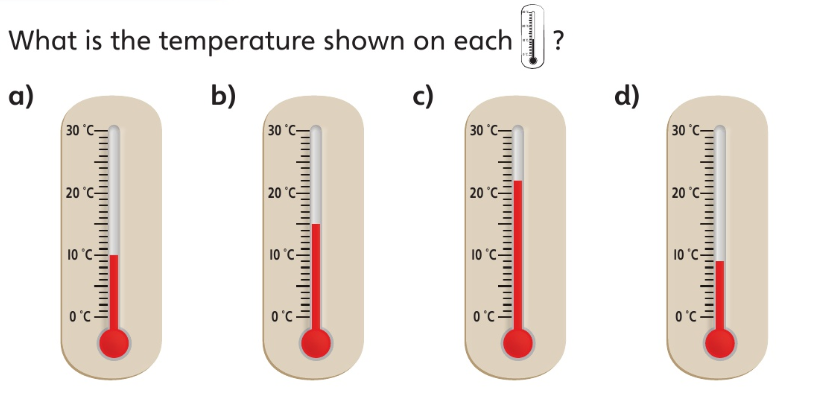 What is the temperature shown on each ?
a) b) c) d)
30 °C 30 °C 30 °C 30 °C
20 °C 20 °C 20 °C 20 °C
10 °C 10 °C 10 °C 10 °C
0 °C 0 °C 0 °C 0 °C